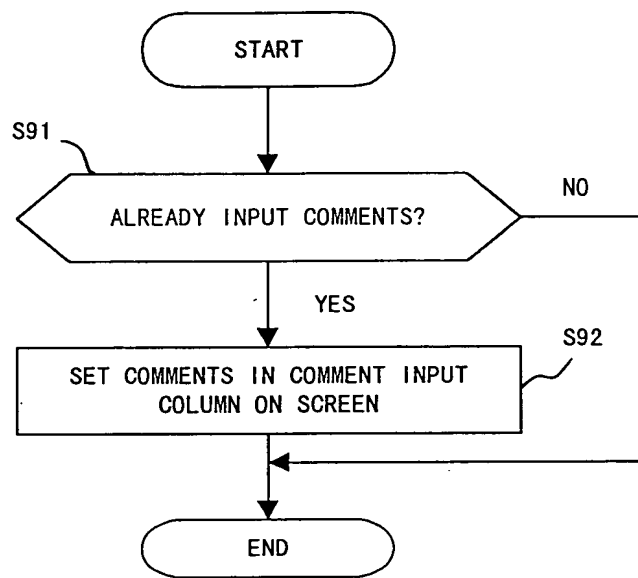 START
S91
ALREADY INPUT COMMENTS?
NO
YES
S92
SET COMMENTS IN COMMENT INPUT
COLUMN ON SCREEN
END